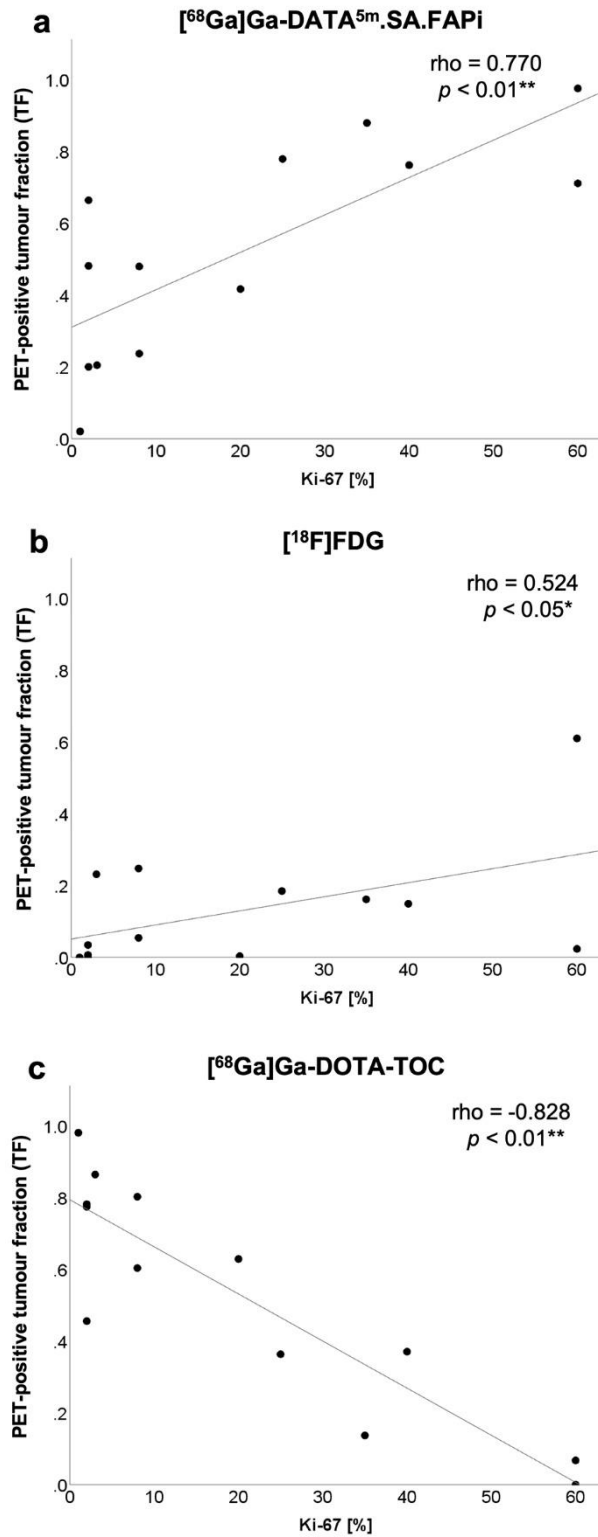 a
[⁶⁸Ga]Ga-DATA⁵ᵐ.SA.FAPi
rho = 0.770
p < 0.01**
PET-positive tumour fraction (TF)
1.0
.8
.6
.4
.2
.0
0 10 20 30 40 50 60
Ki-67 [%]
b
[¹⁸F]FDG
rho = 0.524
p < 0.05*
PET-positive tumour fraction (TF)
1.0
.8
.6
.4
.2
.0
0 10 20 30 40 50 60
Ki-67 [%]
c
[⁶⁸Ga]Ga-DOTA-TOC
rho = -0.828
p < 0.01**
PET-positive tumour fraction (TF)
1.0
.8
.6
.4
.2
.0
0 10 20 30 40 50 60
Ki-67 [%]